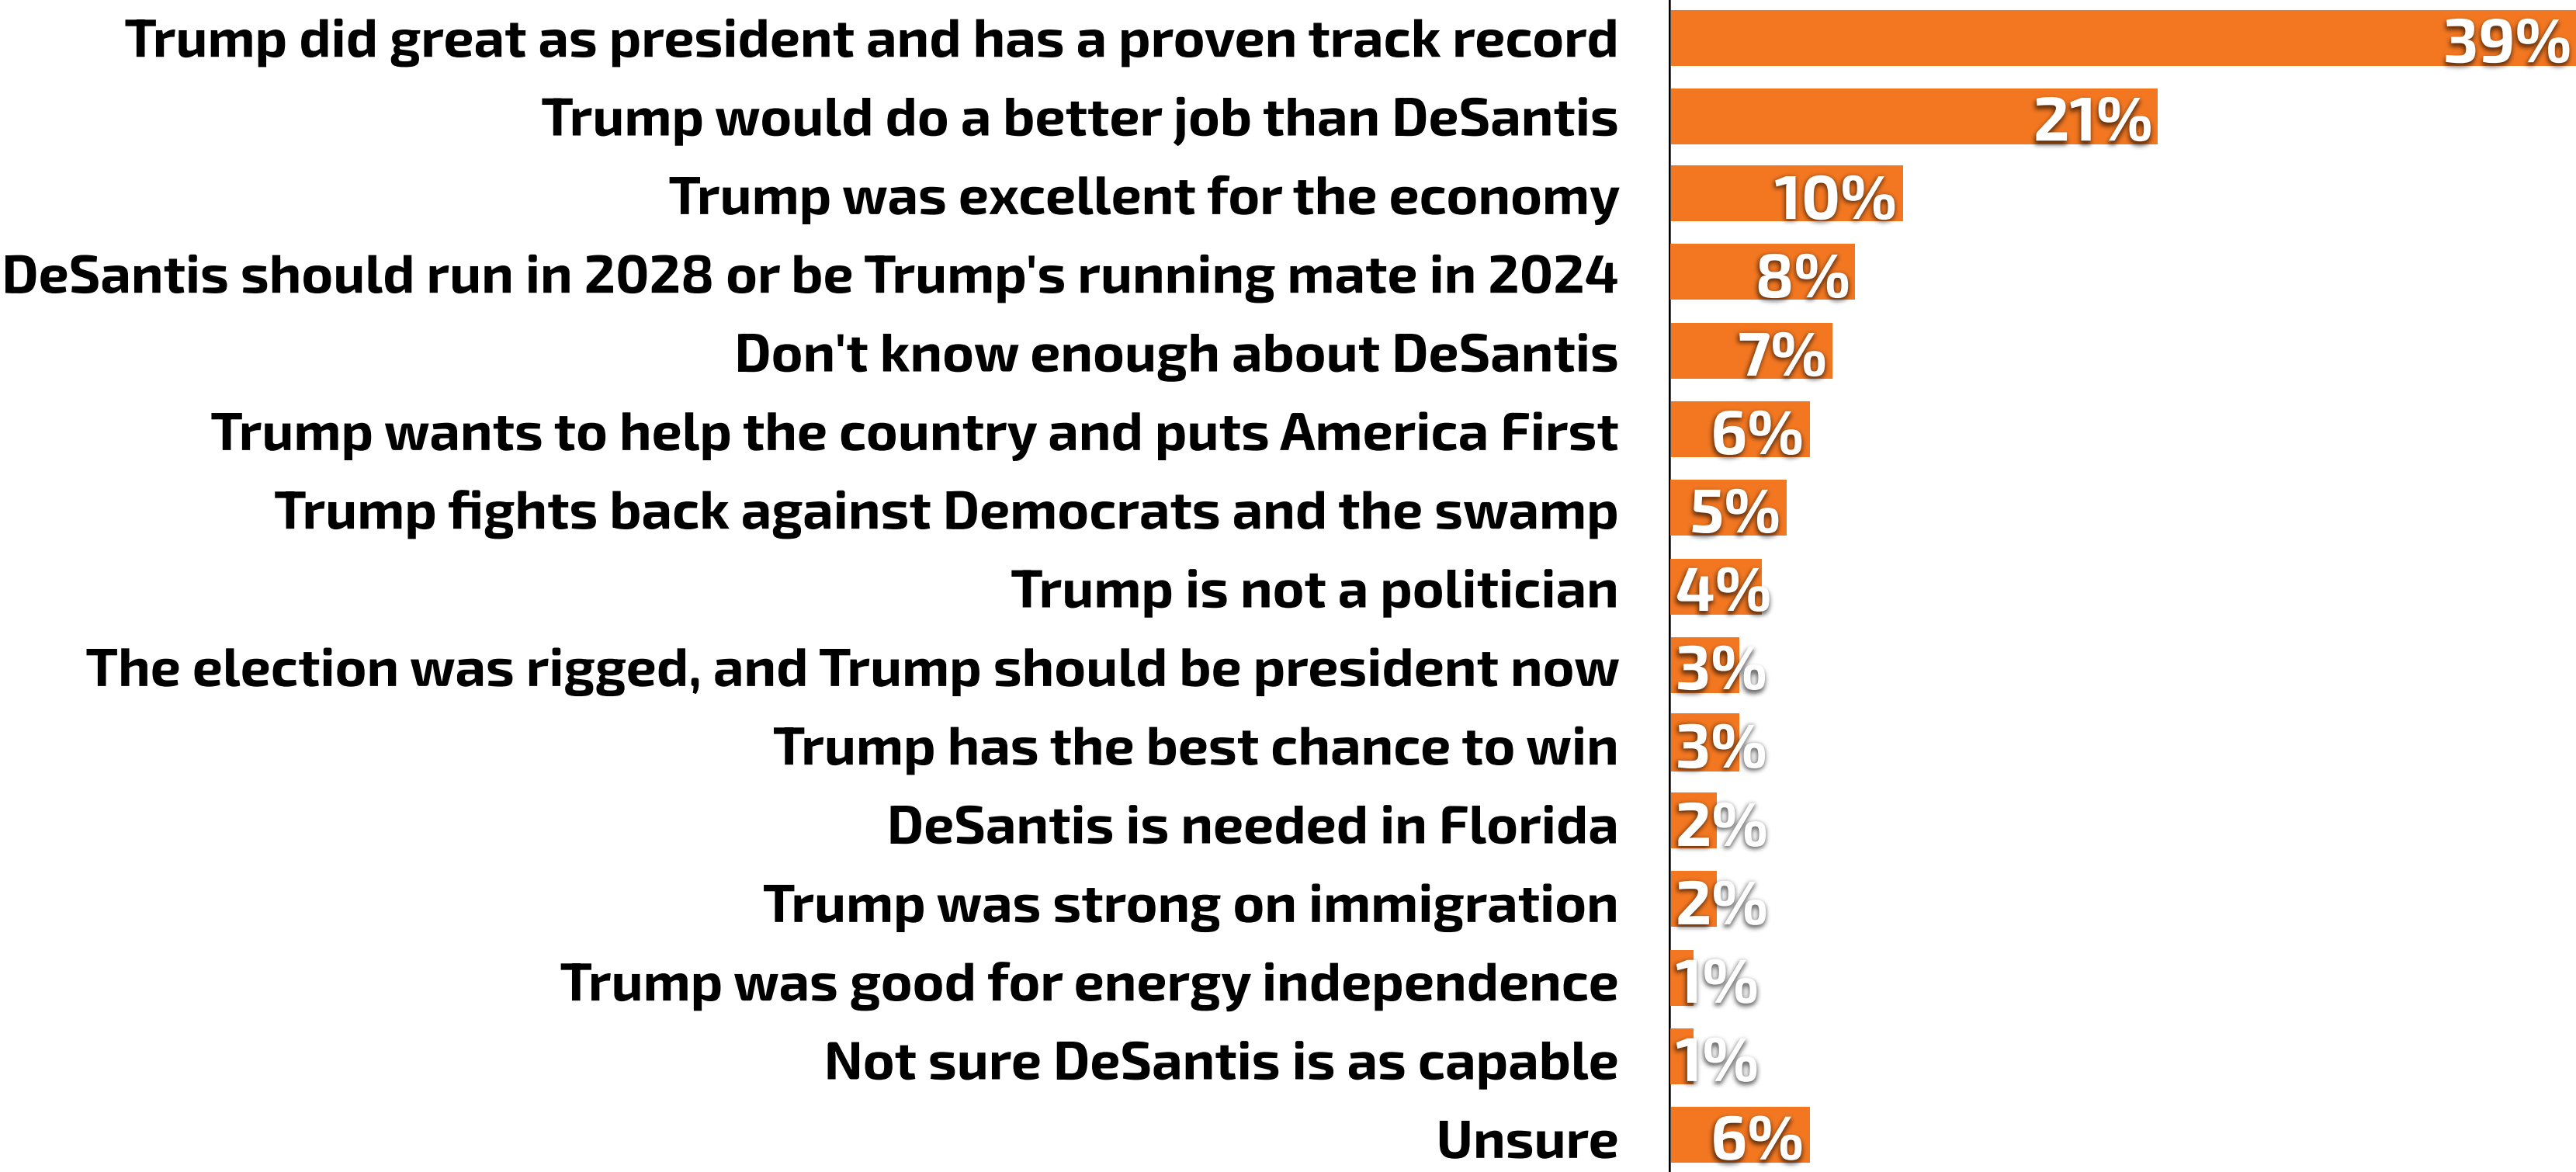 Trump did great as president and has a proven track record 39%
Trump would do a better job than DeSantis 21%
Trump was excellent for the economy 10%
DeSantis should run in 2028 or be Trump's running mate in 2024 8%
Don't know enough about DeSantis 7%
Trump wants to help the country and puts America First 6%
Trump fights back against Democrats and the swamp 5%
Trump is not a politician 4%
The election was rigged, and Trump should be president now 3%
Trump has the best chance to win 3%
DeSantis is needed in Florida 2%
Trump was strong on immigration 2%
Trump was good for energy independence 1%
Not sure DeSantis is as capable 1%
Unsure 6%